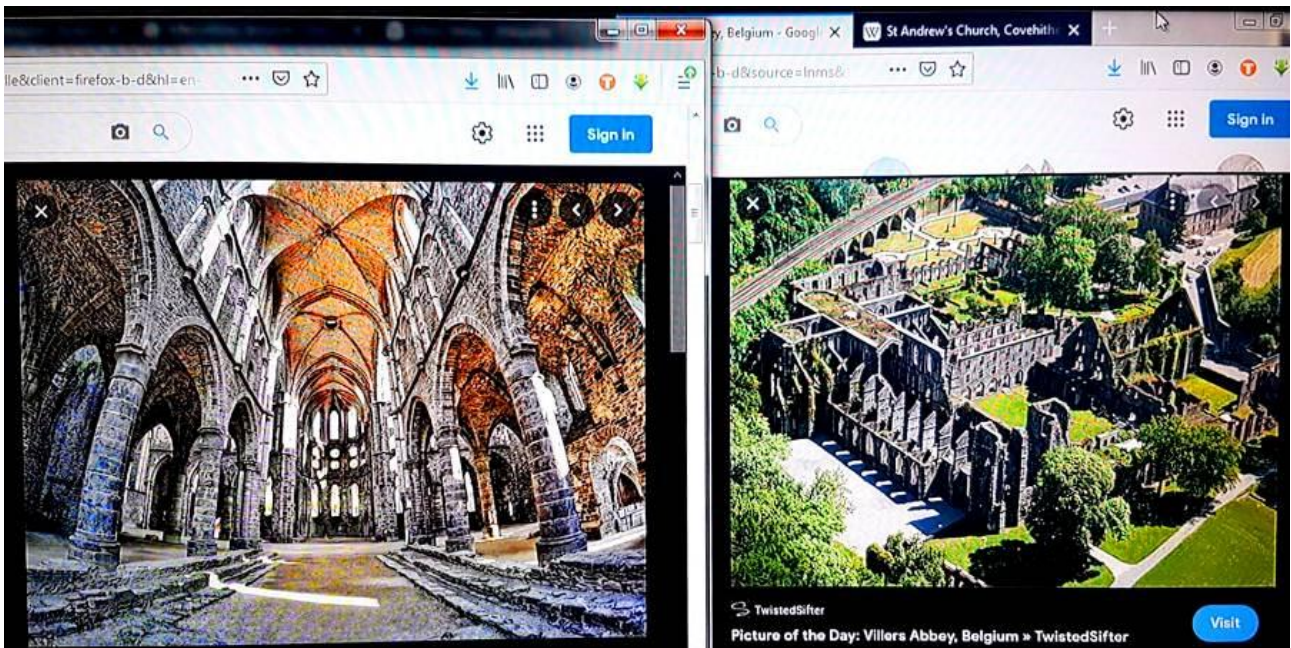 y, Belgium - Googl
St Andrew's Church, Covehith
lle&client=firefox-b-d&hl=en-
b-d&source=lnms&
Sign in
Sign in
TwistedSifter
Picture of the Day: Villers Abbey, Belgium » TwistedSifter
Visit